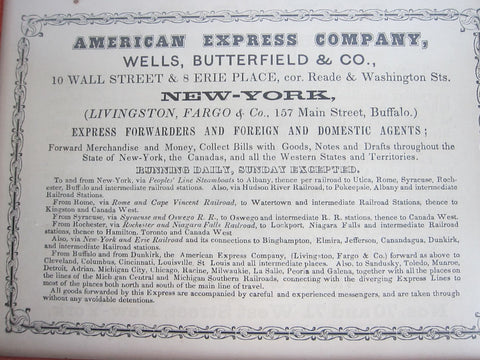 AMERICAN EXPRESS COMPANY,
WELLS, BUTTERFIELD & CO.,
10 WALL STREET & 8 ERIE PLACE, cor. Reade & Washington Sts.
NEW-YORK,
(LIVINGSTON, FARGO & Co., 157 Main Street, Buffalo.)
EXPRESS FORWARDERS AND FOREIGN AND DOMESTIC AGENTS;
Forward Merchandise and Money, Collect Bills with Goods, Notes and Drafts throughout the
State of New-York, the Canadas, and all the Western States and Territories.
RUNNING DAILY, SUNDAY EXCEPTED.
To and from New-York, via Peoples' Line Steamboats to Albany, thence per railroad to Utica, Rome, Syracuse, Roch-
ester, Buffalo and intermediate railroad stations. Also, via Hudson River Railroad, to Pokeepsie, Albany and intermediate
Railroad Stations.
From Rome, via Rome and Cape Vincent Railroad, to Watertown and intermediate Railroad Stations, thence to
Kingston and Canada West.
From Syracuse, via Syracuse and Oswego R. R., to Oswego and intermediate R. R. stations, thence to Canada West.
From Rochester, via Rochester and Niagara Falls Railroad, to Lockport, Niagara Falls and intermediate Railroad
stations, thence to Hamilton, Toronto and Canada West.
Also, via New York and Erie Railroad and its connections to Binghampton, Elmira, Jefferson, Canandagua, Dunkirk,
and intermediate Railroad stations.
From Buffalo and from Dunkirk, the American Express Company, (Livingston, Fargo & Co.) forward as above to
Cleveland, Columbus, Cincinnati, Louisville, St Louis and all intermediate places. Also, to Sandusky, Toledo, Monroe,
Detroit, Adrian, Michigan City, Chicago, Racine, Milwaukie, La Salle, Peoria and Galena, together with all the places on
the lines of the Mich gan Central and Michigan Southern Railroads, connecting with the diverging Express Lines to
most of the places both north and south of the main line of travel.
All goods forwarded by this Express are accompanied by careful and experienced messengers, and are taken through
without any avoidable detentions.